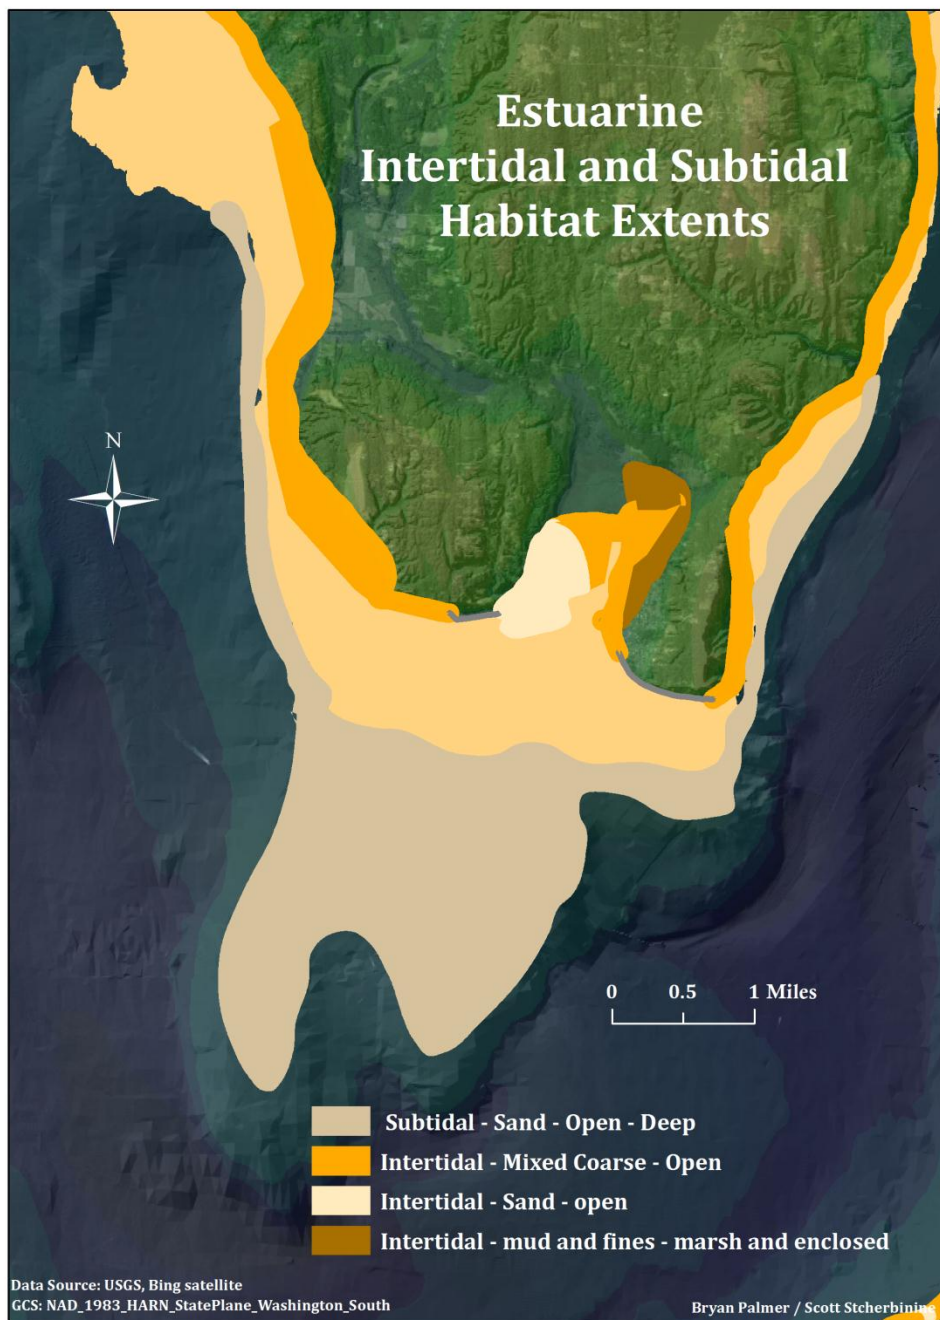 Estuarine
Intertidal and Subtidal
Habitat Extents
N
0 0.5 1 Miles
Subtidal - Sand - Open - Deep
Intertidal - Mixed Coarse - Open
Intertidal - Sand - open
Intertidal - mud and fines - marsh and enclosed
Data Source: USGS, Bing satellite
GCS: NAD_1983_HARN_StatePlane_Washington_South
Bryan Palmer / Scott Stcherbinine